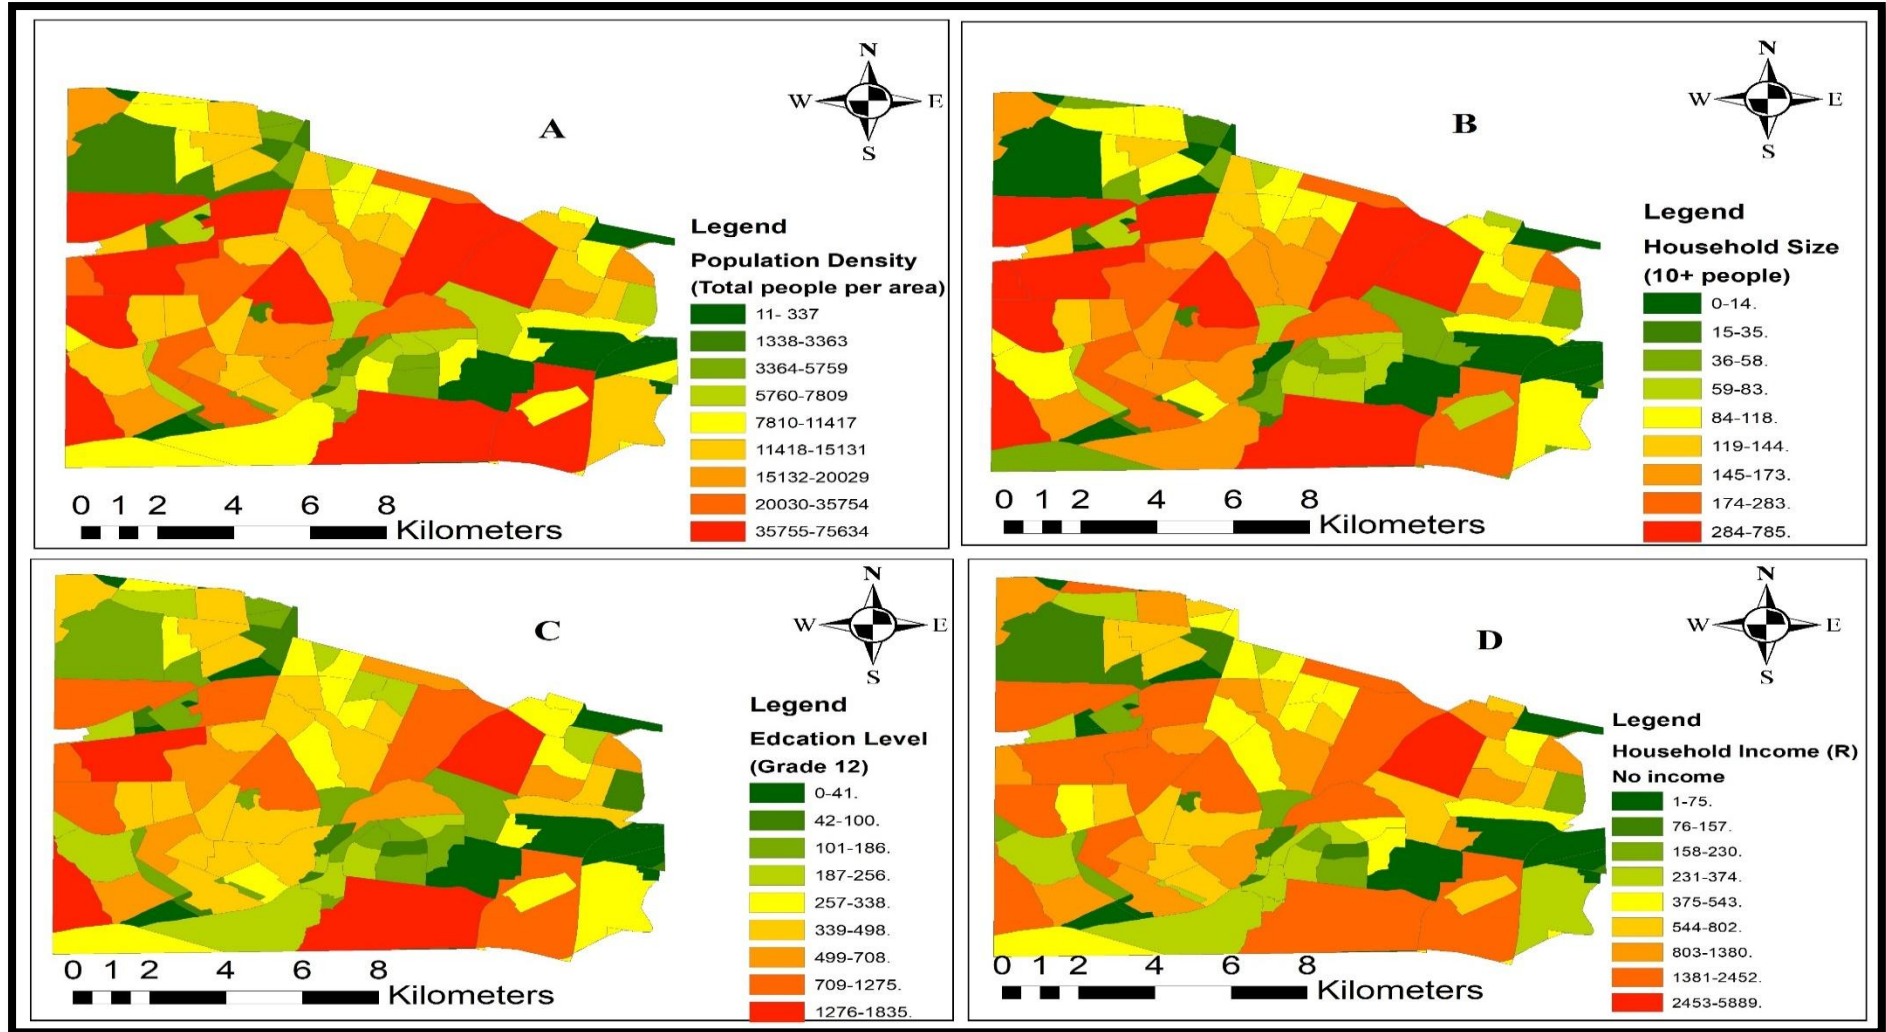 N
W E
S
A
Legend
Population Density
(Total people per area)
11- 337
1338-3363
3364-5759
5760-7809
7810-11417
11418-15131
15132-20029
20030-35754
35755-75634
0 1 2 4 6 8
Kilometers
N
W E
S
B
Legend
Household Size
(10+ people)
0-14.
15-35.
36-58.
59-83.
84-118.
119-144.
145-173.
174-283.
284-785.
0 1 2 4 6 8
Kilometers
N
W E
S
C
Legend
Edcation Level
(Grade 12)
0-41.
42-100.
101-186.
187-256.
257-338.
339-498.
499-708.
709-1275.
1276-1835.
0 1 2 4 6 8
Kilometers
N
W E
S
D
Legend
Household Income (R)
No income
1-75.
76-157.
158-230.
231-374.
375-543.
544-802.
803-1380.
1381-2452.
2453-5889.
0 1 2 4 6 8
Kilometers